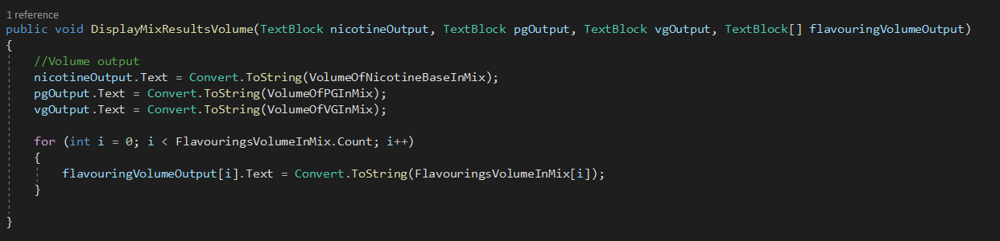 1 reference
public void DisplayMixResultsVolume(TextBlock nicotineOutput, TextBlock pgOutput, TextBlock vgOutput, TextBlock[] flavouringVolumeOutput)
{
//Volume output
nicotineOutput.Text = Convert.ToString(VolumeOfNicotineBaseInMix);
pgOutput.Text = Convert.ToString(VolumeOfPGInMix);
vgOutput.Text = Convert.ToString(VolumeOfVGInMix);
for (int i = 0; i < FlavouringsVolumeInMix.Count; i++)
{
flavouringVolumeOutput[i].Text = Convert.ToString(FlavouringsVolumeInMix[i]);
}
}